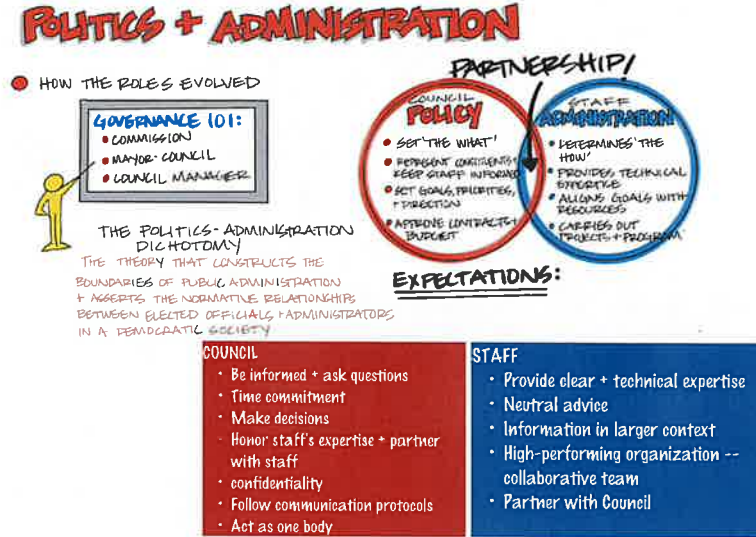 POLITICS + ADMINISTRATION
HOW THE ROLES EVOLVED
GOVERNANCE 101:
• COMMISSION
• MAYOR-COUNCIL
• COUNCIL MANAGER
THE POLITICS-ADMINISTRATION
DICHOTOMY
THE THEORY THAT CONSTRUCTS THE
BOUNDARIES OF PUBLIC ADMINISTRATION
+ ASSERTS THE NORMATIVE RELATIONSHIPS
BETWEEN ELECTED OFFICIALS + ADMINISTRATORS
IN A DEMOCRATIC SOCIETY
PARTNERSHIP!
COUNCIL
POLICY
• SET 'THE WHAT'
• REPRESENT CONSTITUENTS +
KEEP STAFF INFORMED
• SET GOALS, PRIORITIES,
+ DIRECTION
• APPROVE CONTRACTS +
BUDGET
STAFF
ADMINISTRATION
• DETERMINES 'THE
HOW'
• PROVIDES TECHNICAL
EXPERTISE
• ALIGNS GOALS WITH
RESOURCES
• CARRIES OUT
PROJECTS + PROGRAM
EXPECTATIONS:
COUNCIL
• Be informed + ask questions
• Time commitment
• Make decisions
• Honor staff's expertise + partner
with staff
• confidentiality
• Follow communication protocols
• Act as one body
STAFF
• Provide clear + technical expertise
• Neutral advice
• Information in larger context
• High-performing organization --
collaborative team
• Partner with Council